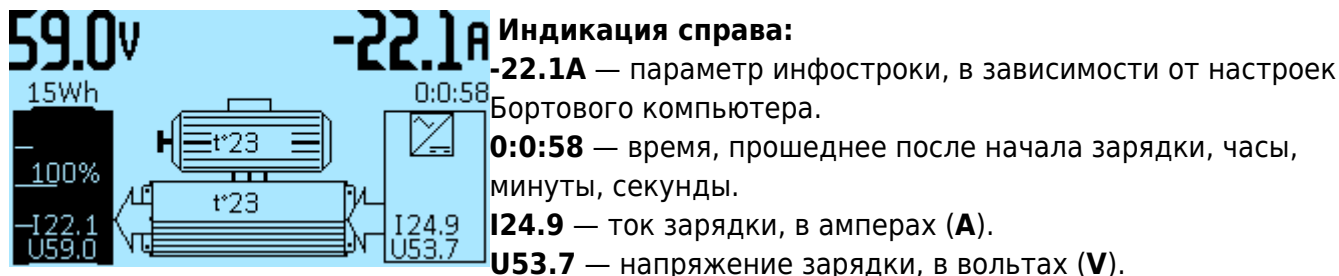 59.0V
-22.1A
15Wh
0:0:58
t°23
100%
t°23
I22.1
U59.0
I24.9
U53.7
Индикация справа:
-22.1A — параметр инфостроки, в зависимости от настроек
Бортового компьютера.
0:0:58 — время, прошеднее после начала зарядки, часы,
минуты, секунды.
I24.9 — ток зарядки, в амперах (А).
U53.7 — напряжение зарядки, в вольтах (V).